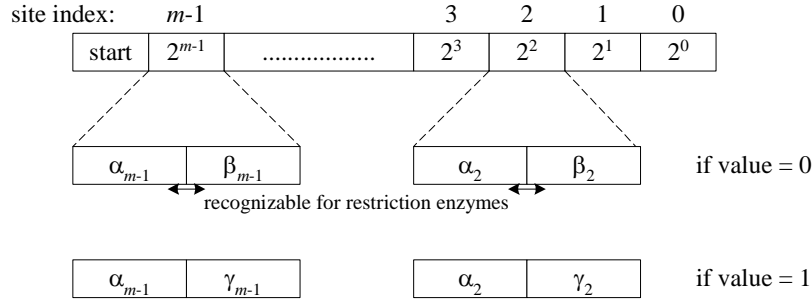 site index: m-1 3 2 1 0
start 2^{m-1} .................. 2^3 2^2 2^1 2^0
α_{m-1} β_{m-1} α_2 β_2 if value = 0
recognizable for restriction enzymes
α_{m-1} γ_{m-1} α_2 γ_2 if value = 1